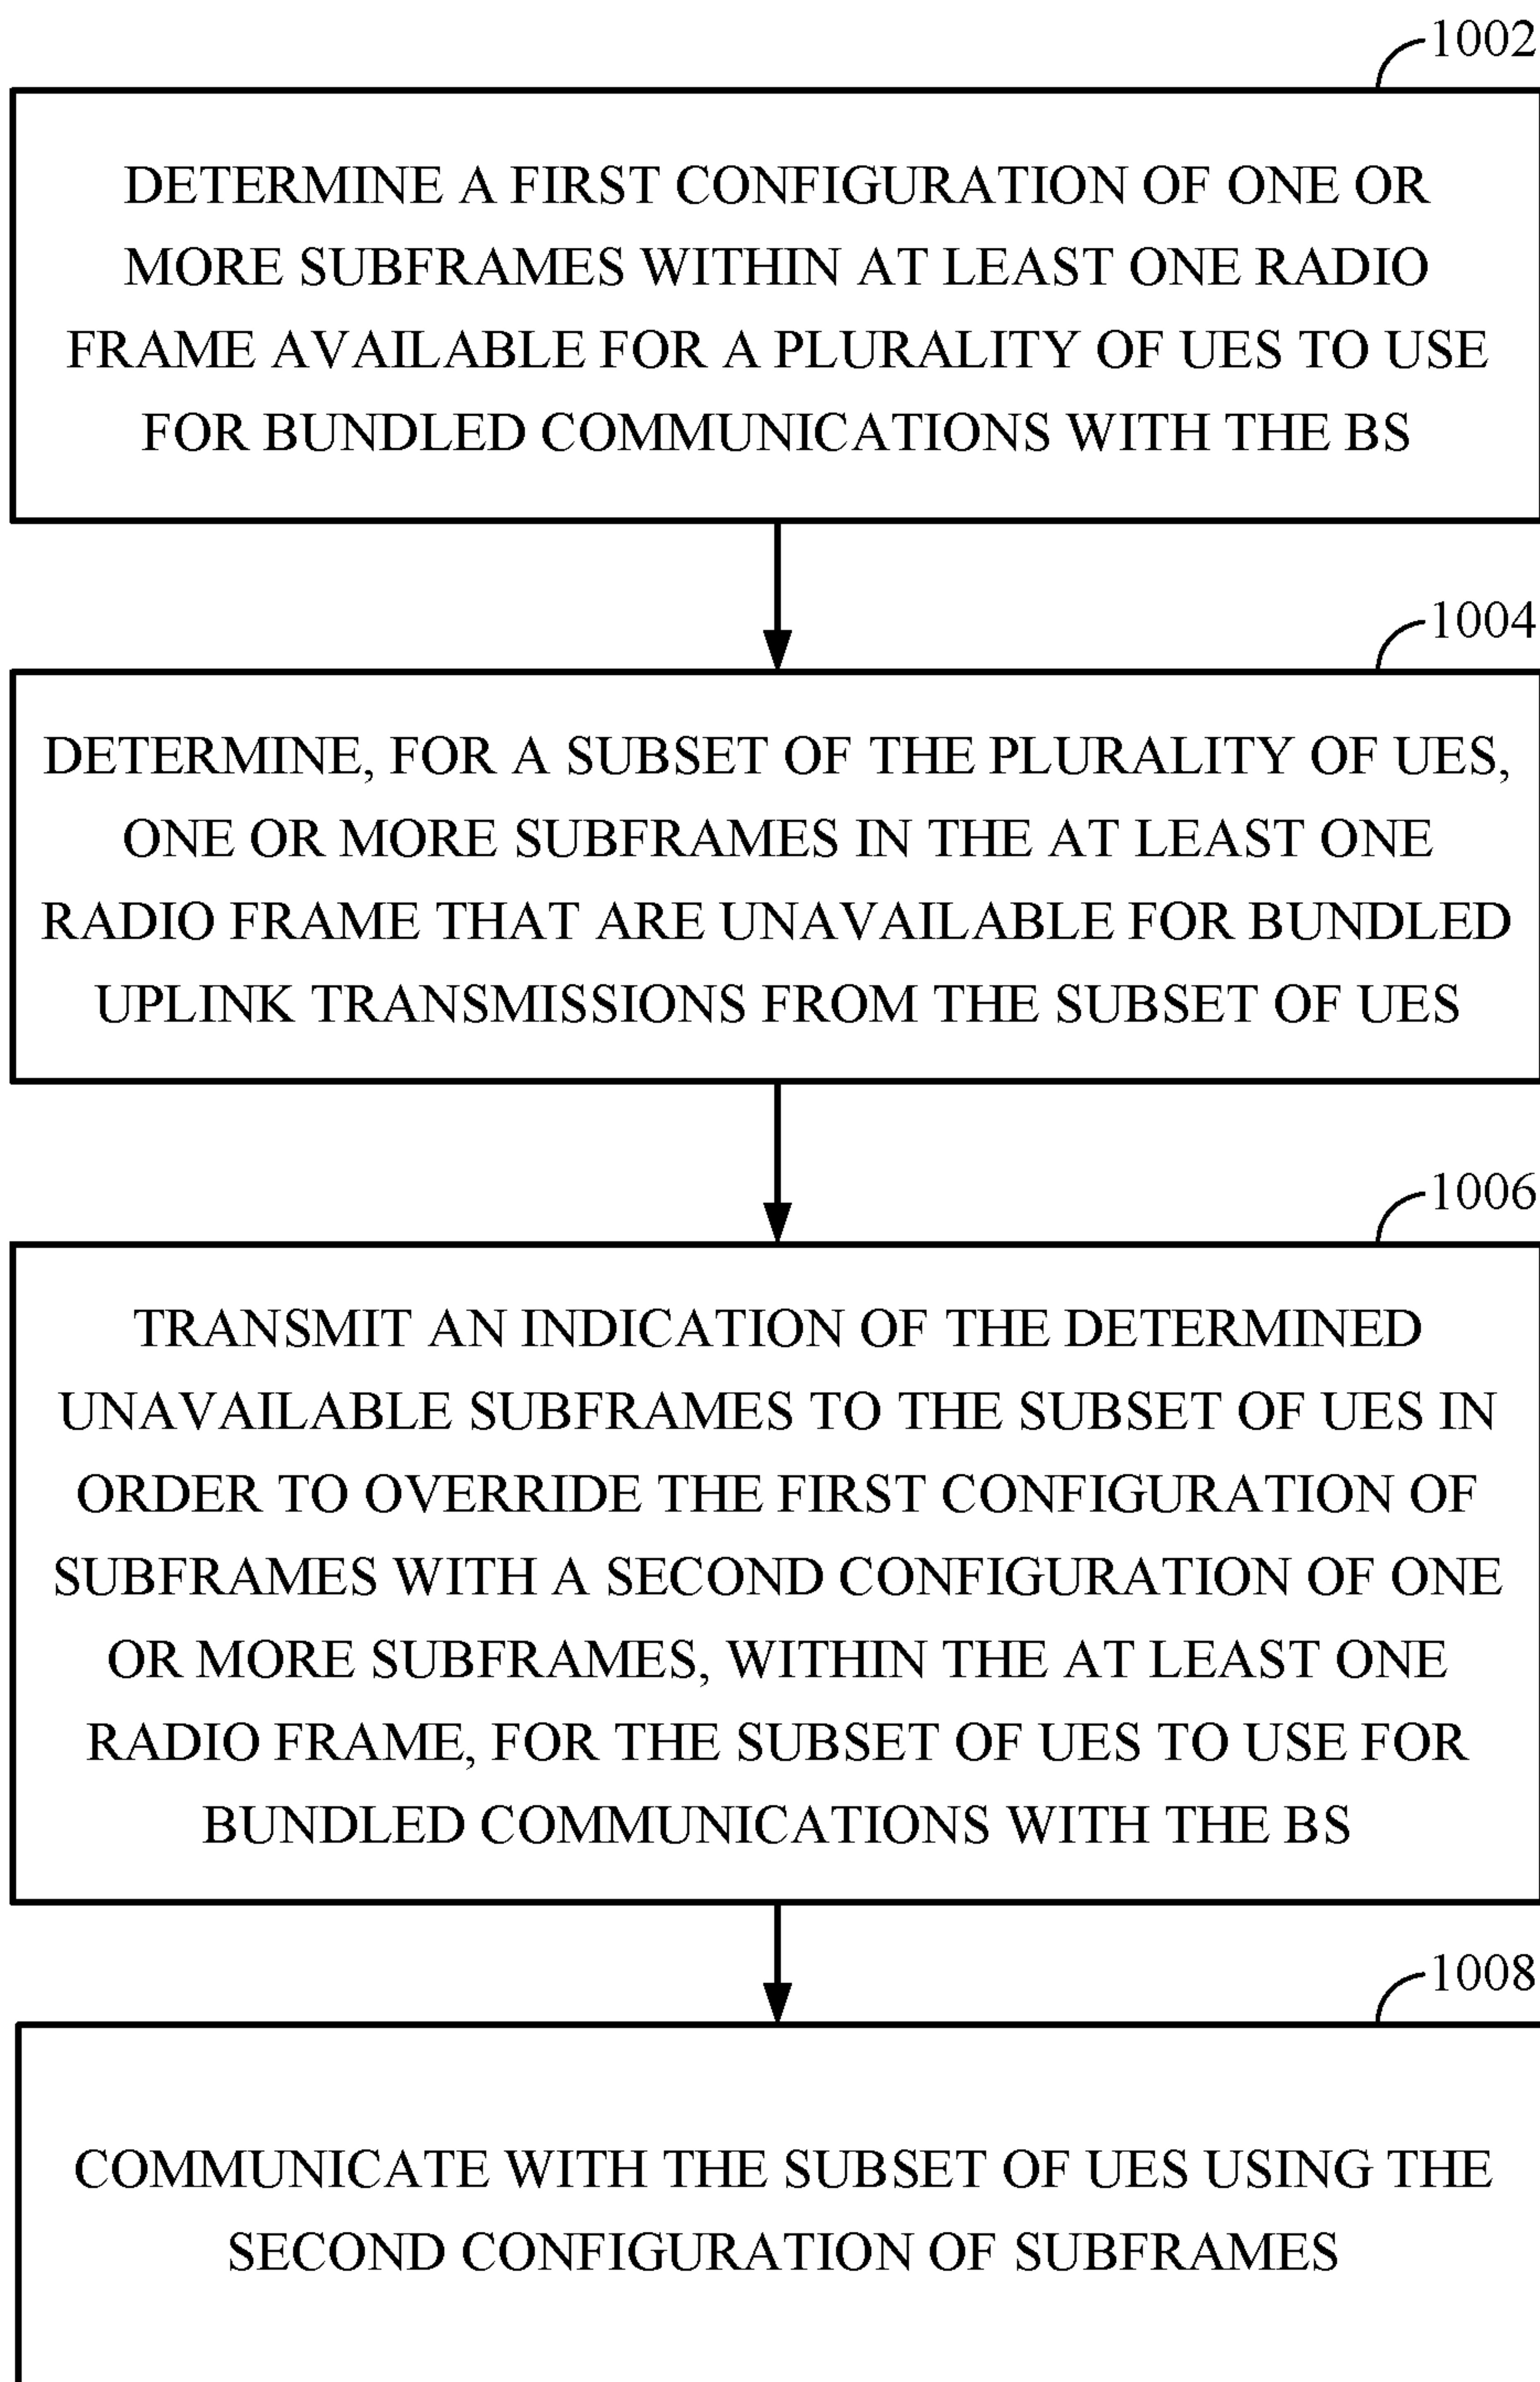 1002
DETERMINE A FIRST CONFIGURATION OF ONE OR
MORE SUBFRAMES WITHIN AT LEAST ONE RADIO
FRAME AVAILABLE FOR A PLURALITY OF UES TO USE
FOR BUNDLED COMMUNICATIONS WITH THE BS
1004
DETERMINE, FOR A SUBSET OF THE PLURALITY OF UES,
ONE OR MORE SUBFRAMES IN THE AT LEAST ONE
RADIO FRAME THAT ARE UNAVAILABLE FOR BUNDLED
UPLINK TRANSMISSIONS FROM THE SUBSET OF UES
1006
TRANSMIT AN INDICATION OF THE DETERMINED
UNAVAILABLE SUBFRAMES TO THE SUBSET OF UES IN
ORDER TO OVERRIDE THE FIRST CONFIGURATION OF
SUBFRAMES WITH A SECOND CONFIGURATION OF ONE
OR MORE SUBFRAMES, WITHIN THE AT LEAST ONE
RADIO FRAME, FOR THE SUBSET OF UES TO USE FOR
BUNDLED COMMUNICATIONS WITH THE BS
1008
COMMUNICATE WITH THE SUBSET OF UES USING THE
SECOND CONFIGURATION OF SUBFRAMES